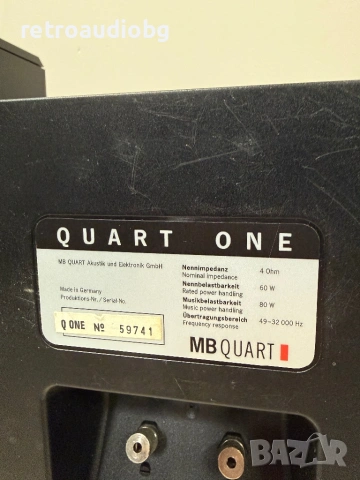 retroaudiobg
QUART ONE
MB QUART Akustik und Elektronik GmbH
Made in Germany
Produktions-Nr. / Serial-No.
Q ONE Nº 59741
Nennimpedanz 4 Ohm
Nominal impedance
Nennbelastbarkeit 60 W
Rated power handling
Musikbelastbarkeit 80 W
Music power handling
Übertragungsbereich 49-32 000 Hz
Frequency response
MB QUART
BAZAR